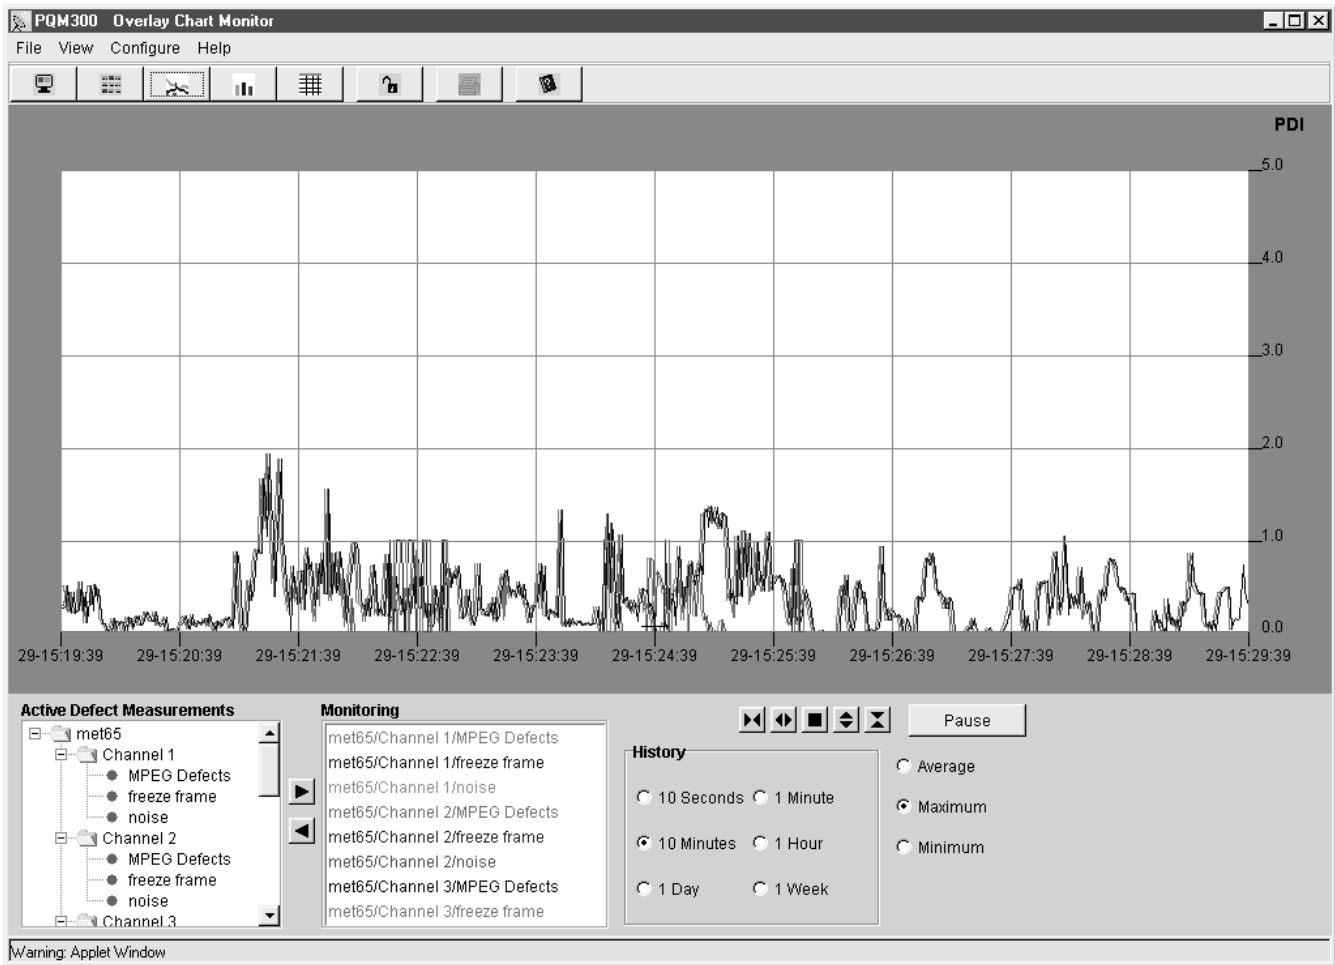 PQM300 Overlay Chart Monitor
File View Configure Help
PDI
5.0
4.0
3.0
2.0
1.0
0.0
29-15:19:39 29-15:20:39 29-15:21:39 29-15:22:39 29-15:23:39 29-15:24:39 29-15:25:39 29-15:26:39 29-15:27:39 29-15:28:39 29-15:29:39
Active Defect Measurements
met65
Channel 1
MPEG Defects
freeze frame
noise
Channel 2
MPEG Defects
freeze frame
noise
Channel 3
Monitoring
met65/Channel 1/MPEG Defects
met65/Channel 1/freeze frame
met65/Channel 1/noise
met65/Channel 2/MPEG Defects
met65/Channel 2/freeze frame
met65/Channel 2/noise
met65/Channel 3/MPEG Defects
met65/Channel 3/freeze frame
Pause
History
10 Seconds 1 Minute
10 Minutes 1 Hour
1 Day 1 Week
Average
Maximum
Minimum
Warning: Applet Window